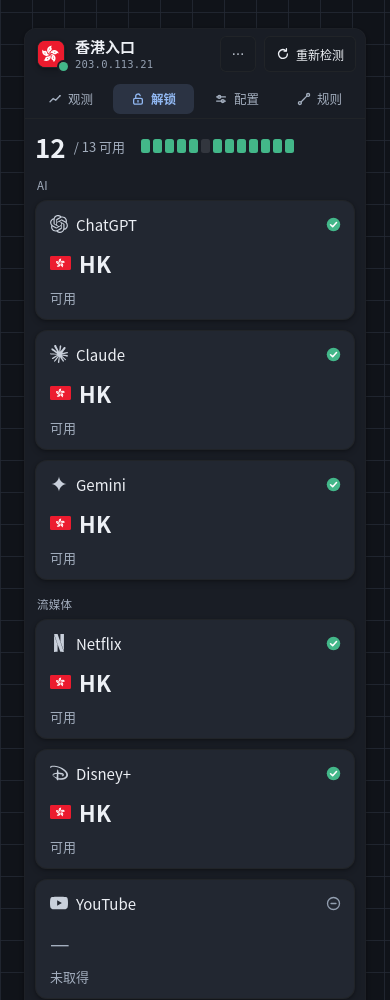 香港入口
203.0.113.21
···
重新检测
观测
解锁
配置
规则
12 / 13 可用
AI
ChatGPT
HK
可用
Claude
HK
可用
Gemini
HK
可用
流媒体
Netflix
HK
可用
Disney+
HK
可用
YouTube
—
未取得